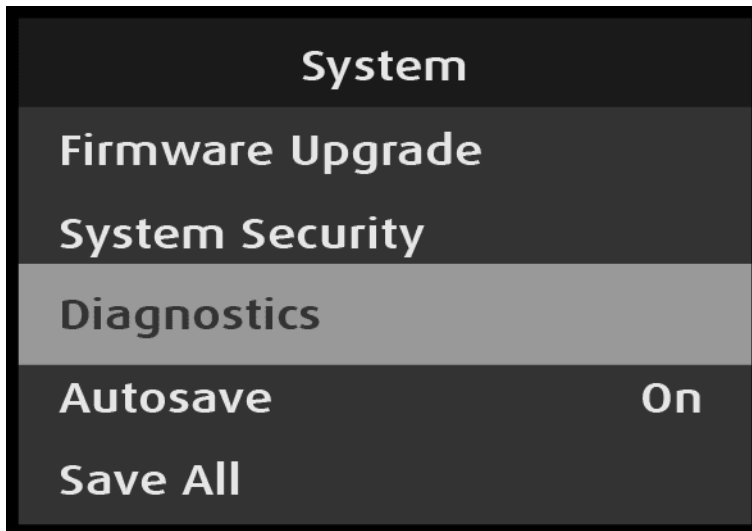 System
Firmware Upgrade
System Security
Diagnostics
Autosave On
Save All